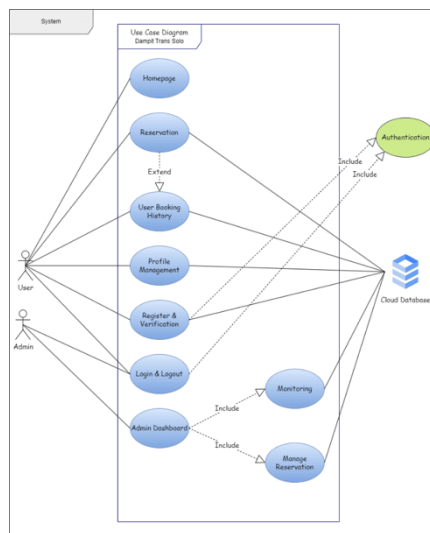 System
Use Case Diagram
Dampit Trans Solo
Homepage
Reservation
Authentication
Include
Include
Extend
User Booking
History
User
Profile
Management
Cloud Database
Register &
Verification
Admin
Login & Logout
Monitoring
Include
Admin Dashboard
Include
Manage
Reservation